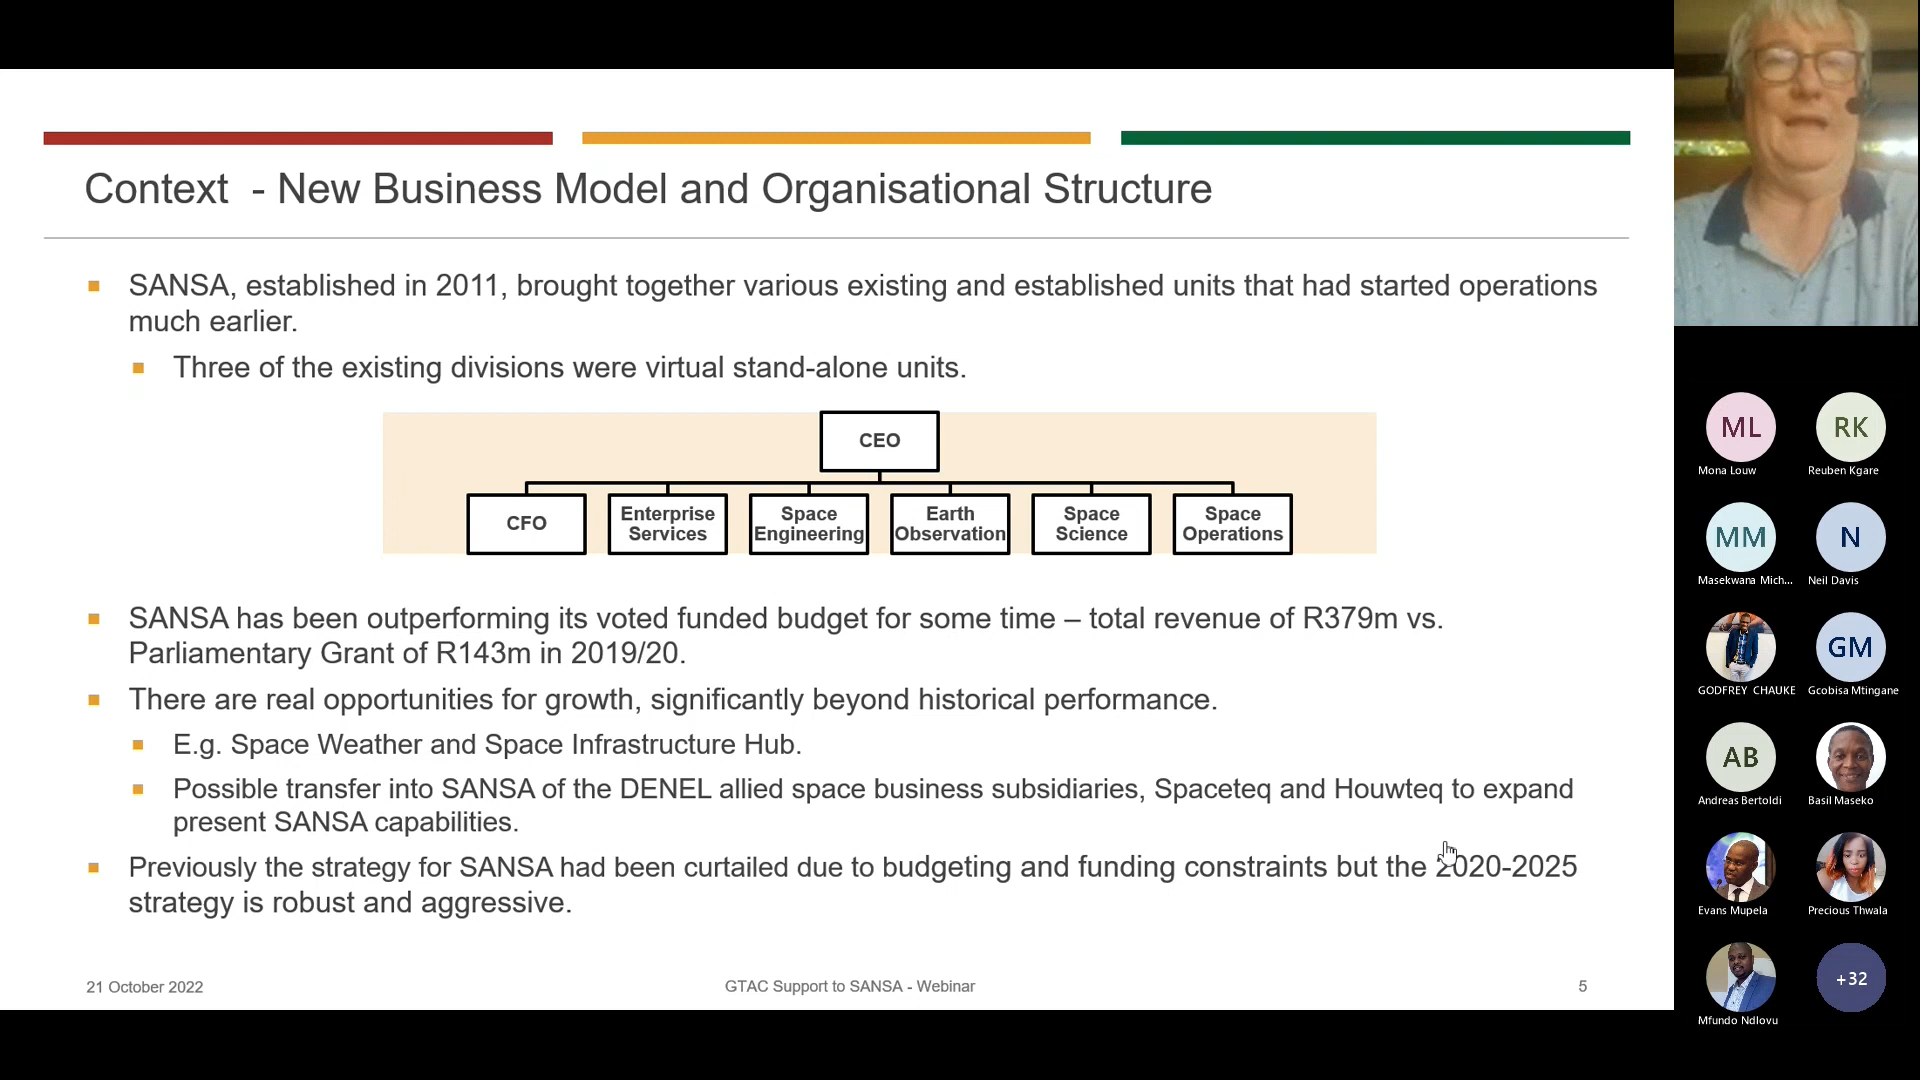 Context  - New Business Model and Organisational Structure
SANSA, established in 2011, brought together various existing and established units that had started operations
much earlier.
Three of the existing divisions were virtual stand-alone units.
CEO
CFO
Enterprise
Services
Space
Engineering
Earth
Observation
Space
Science
Space
Operations
SANSA has been outperforming its voted funded budget for some time – total revenue of R379m vs.
Parliamentary Grant of R143m in 2019/20.
There are real opportunities for growth, significantly beyond historical performance.
E.g. Space Weather and Space Infrastructure Hub.
Possible transfer into SANSA of the DENEL allied space business subsidiaries, Spaceteq and Houwteq to expand
present SANSA capabilities.
Previously the strategy for SANSA had been curtailed due to budgeting and funding constraints but the 2020-2025
strategy is robust and aggressive.
21 October 2022
GTAC Support to SANSA - Webinar
5
ML
Mona Louw
RK
Reuben Kgare
MM
Masekwana Mich...
N
Neil Davis
GODFREY CHAUKE
GM
Gcobisa Mtingane
AB
Andreas Bertoldi
Basil Maseko
Evans Mupela
Precious Thwala
Mfundo Ndlovu
+32